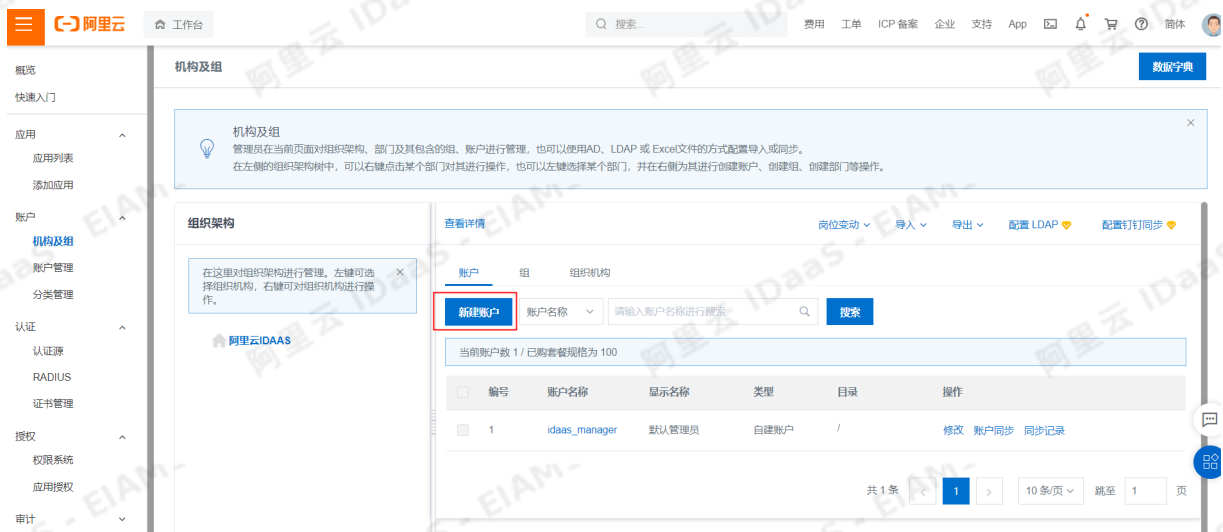 阿里云
工作台
搜索...
费用 工单 ICP 备案 企业 支持 App 简体
概览
快速入门
应用
应用列表
添加应用
账户
机构及组
账户管理
分类管理
认证
认证源
RADIUS
证书管理
授权
权限系统
应用授权
审计
机构及组
数据字典
机构及组
管理员在当前页面对组织架构、部门及其包含的组、账户进行管理，也可以使用AD、LDAP 或 Excel文件的方式配置导入或同步。
在左侧的组织架构树中，可以右键点击某个部门对其进行操作，也可以左键选择某个部门，并在右侧为其进行创建账户、创建组、创建部门等操作。
组织架构
在这里对组织架构进行管理。左键可选
择组织机构，右键可对组织机构进行操
作。
阿里云IDAAS
查看详情 岗位变动 导入 导出 配置 LDAP 配置钉钉同步
账户 组 组织机构
新建账户 账户名称 请输入账户名称进行搜索 搜索
当前账户数 1 / 已购套餐规格为 100
编号 账户名称 显示名称 类型 目录 操作
1 idaas_manager 默认管理员 自建账户 / 修改 账户同步 同步记录
共 1 条 < 1 > 10 条/页 跳至 1 页